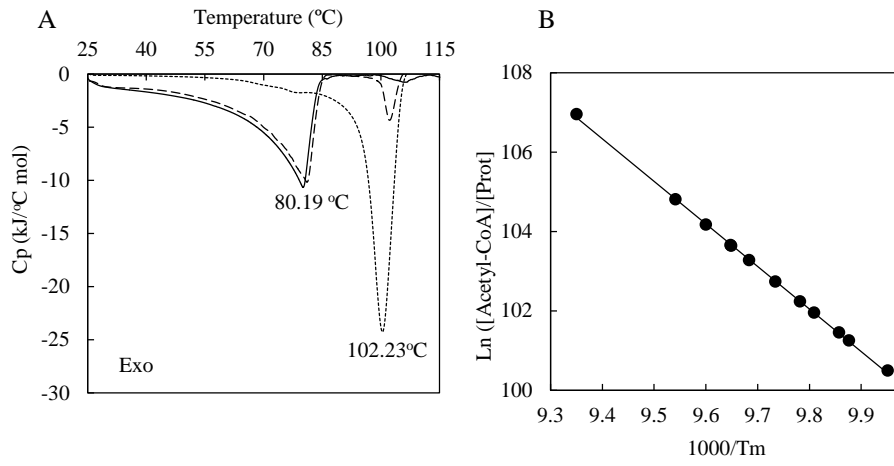 A
Temperature (ºC)
25 40 55 70 85 100 115
0
-5
-10
-15
-20
-25
-30
Cp (kJ/ºC mol)
80.19 ºC
102.23ºC
Exo
B
108
106
104
102
100
Ln ([Acetyl-CoA]/[Prot]
9.3 9.4 9.5 9.6 9.7 9.8 9.9
1000/Tm